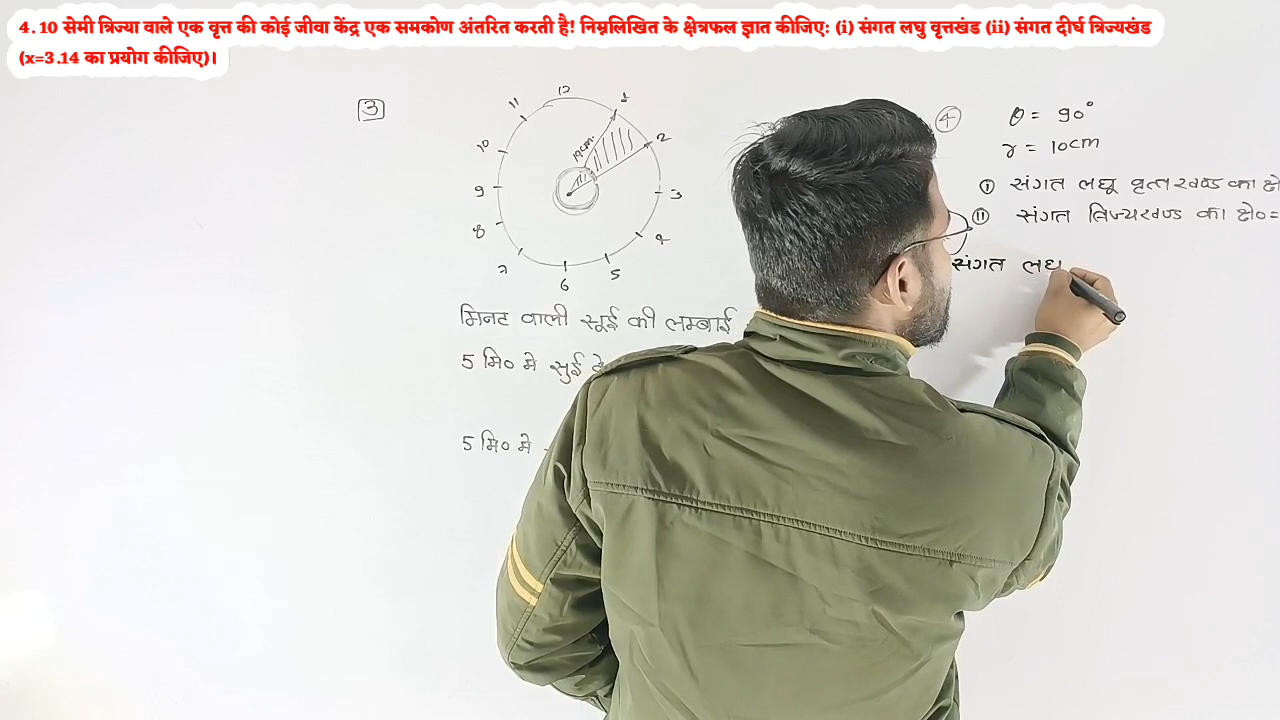 4. 10 सेमी त्रिज्या वाले एक वृत्त की कोई जीवा केंद्र एक समकोण अंतरित करती है! निम्नलिखित के क्षेत्रफल ज्ञात कीजिए: (i) संगत लघु वृत्तखंड (ii) संगत दीर्घ त्रिज्यखंड
(x=3.14 का प्रयोग कीजिए)।
3
12
1
2
3
4
5
6
7
8
9
10
11
14cm.
मिनट वाली सूई की लम्बाई
5 मि० मे सुई
5 मि० मे
4 θ = 90°
r = 10cm
i संगत लघू वृत्तखण्ड का क्षे
ii संगत त्रिज्यखण्ड का क्षे० =
संगत लघ